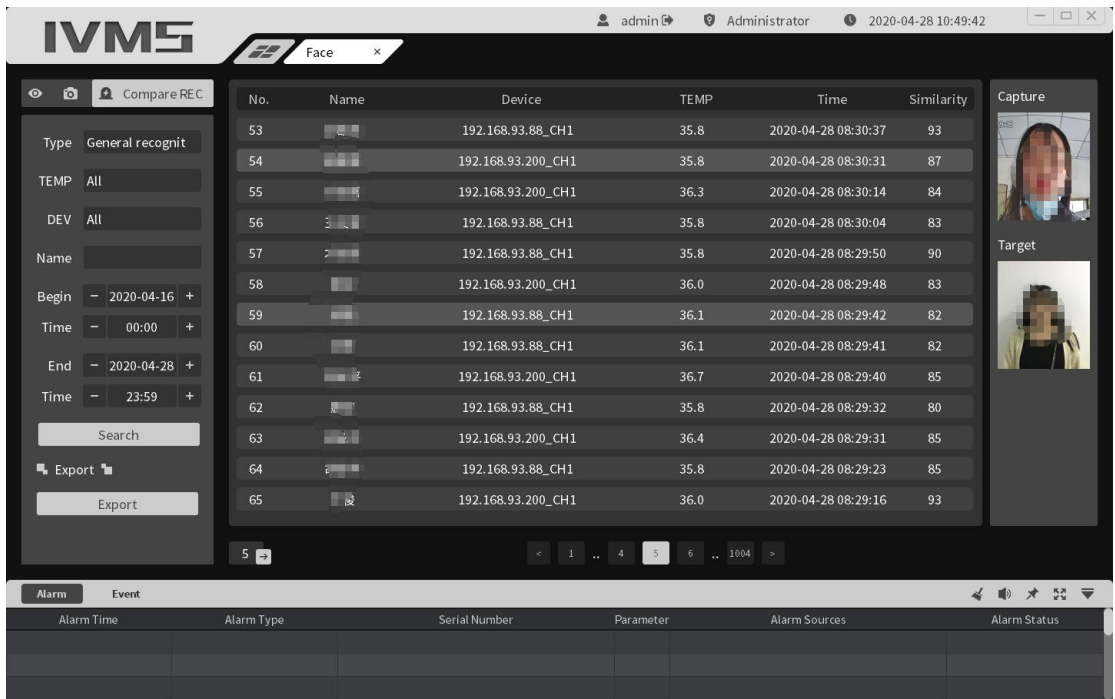 IVMS
admin Administrator 2020-04-28 10:49:42
Face ×
Compare REC
Type General recognit
TEMP All
DEV All
Name
Begin − 2020-04-16 +
Time − 00:00 +
End − 2020-04-28 +
Time − 23:59 +
Search
Export
Export
No. Name Device TEMP Time Similarity
53 192.168.93.88_CH1 35.8 2020-04-28 08:30:37 93
54 192.168.93.200_CH1 35.8 2020-04-28 08:30:31 87
55 192.168.93.200_CH1 36.3 2020-04-28 08:30:14 84
56 192.168.93.88_CH1 35.8 2020-04-28 08:30:04 83
57 192.168.93.88_CH1 35.8 2020-04-28 08:29:50 90
58 192.168.93.200_CH1 36.0 2020-04-28 08:29:48 83
59 192.168.93.88_CH1 36.1 2020-04-28 08:29:42 82
60 192.168.93.88_CH1 36.1 2020-04-28 08:29:41 82
61 192.168.93.200_CH1 36.7 2020-04-28 08:29:40 85
62 192.168.93.88_CH1 35.8 2020-04-28 08:29:32 80
63 192.168.93.200_CH1 36.4 2020-04-28 08:29:31 85
64 192.168.93.88_CH1 35.8 2020-04-28 08:29:23 85
65 192.168.93.200_CH1 36.0 2020-04-28 08:29:16 93
5 < 1 .. 4 5 6 .. 1004 >
Capture
Target
Alarm Event
Alarm Time Alarm Type Serial Number Parameter Alarm Sources Alarm Status